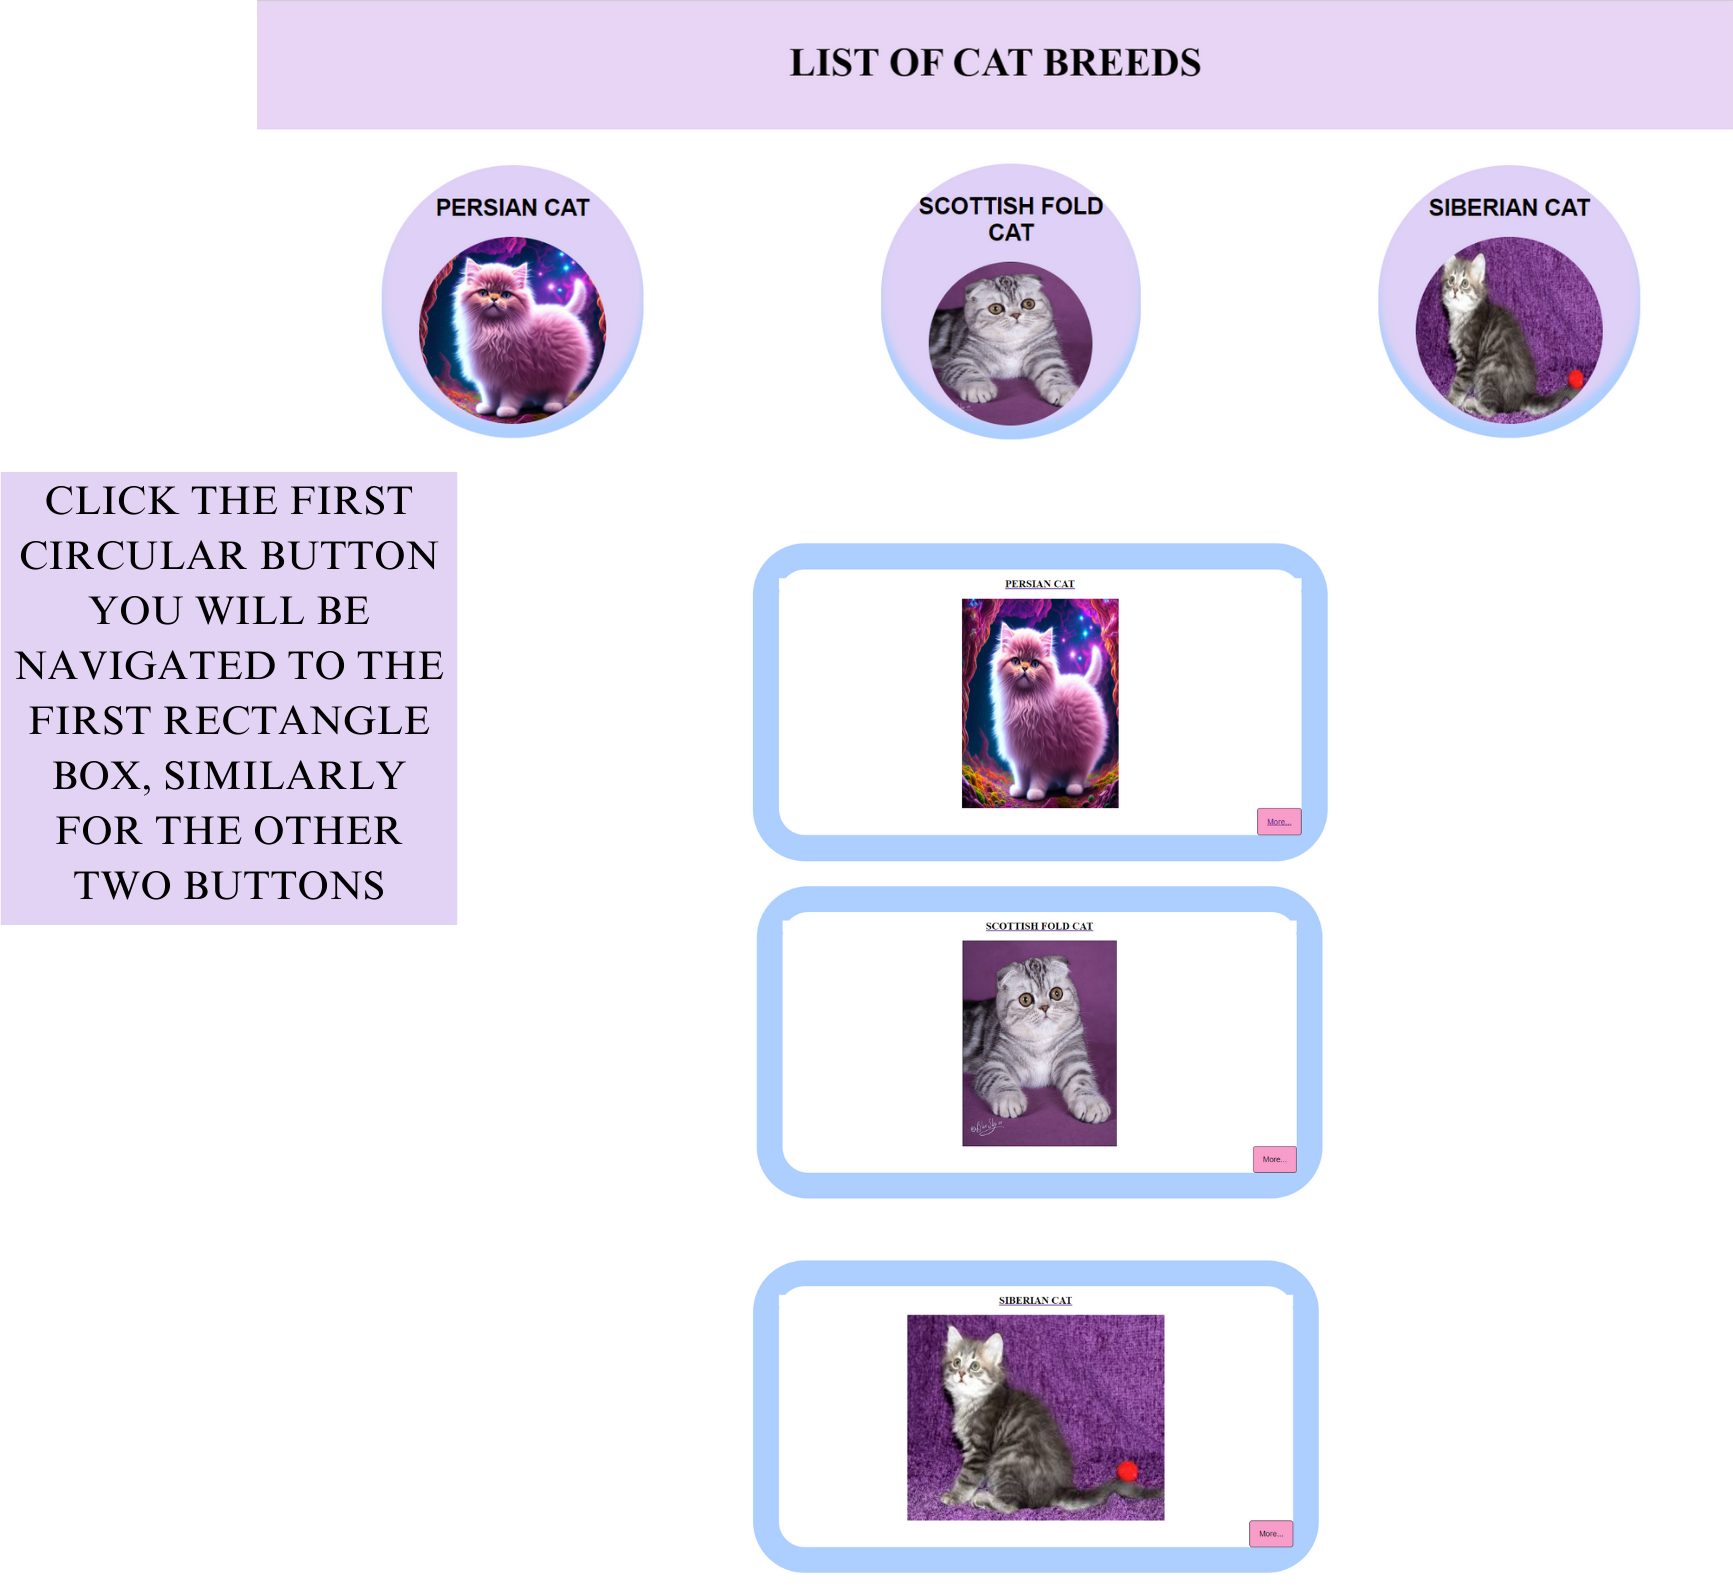 LIST OF CAT BREEDS
PERSIAN CAT
SCOTTISH FOLD
CAT
SIBERIAN CAT
CLICK THE FIRST
CIRCULAR BUTTON
YOU WILL BE
NAVIGATED TO THE
FIRST RECTANGLE
BOX, SIMILARLY
FOR THE OTHER
TWO BUTTONS
PERSIAN CAT
More...
SCOTTISH FOLD CAT
More...
SIBERIAN CAT
More...